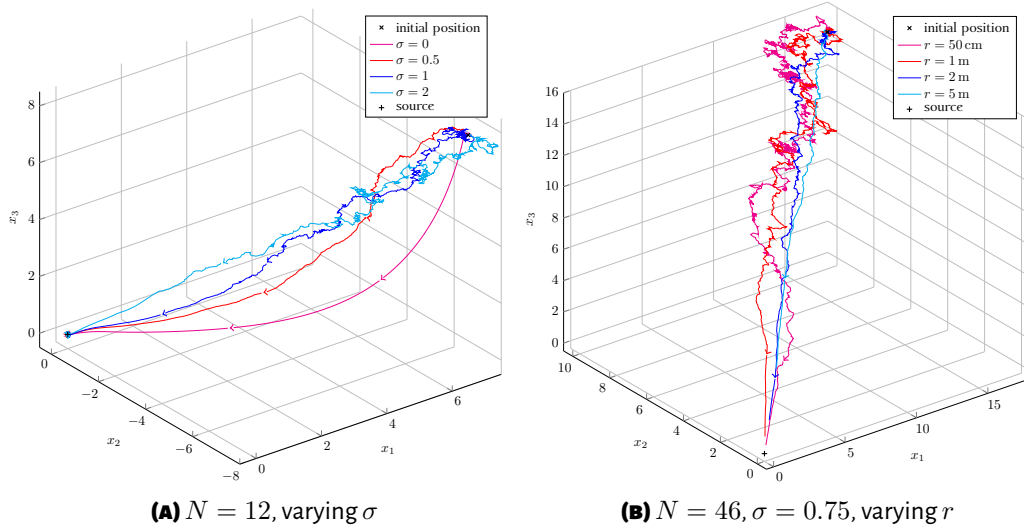 × initial position
σ = 0
σ = 0.5
σ = 1
σ = 2
+ source
8
6
4
2
0
x₃
0
−2
−4
−6
−8
x₂
0
2
4
6
x₁
(A) N = 12, varying σ
× initial position
r = 50 cm
r = 1 m
r = 2 m
r = 5 m
+ source
16
14
12
10
8
6
4
2
0
x₃
10
8
6
4
2
0
x₂
0
5
10
15
x₁
(B) N = 46, σ = 0.75, varying r